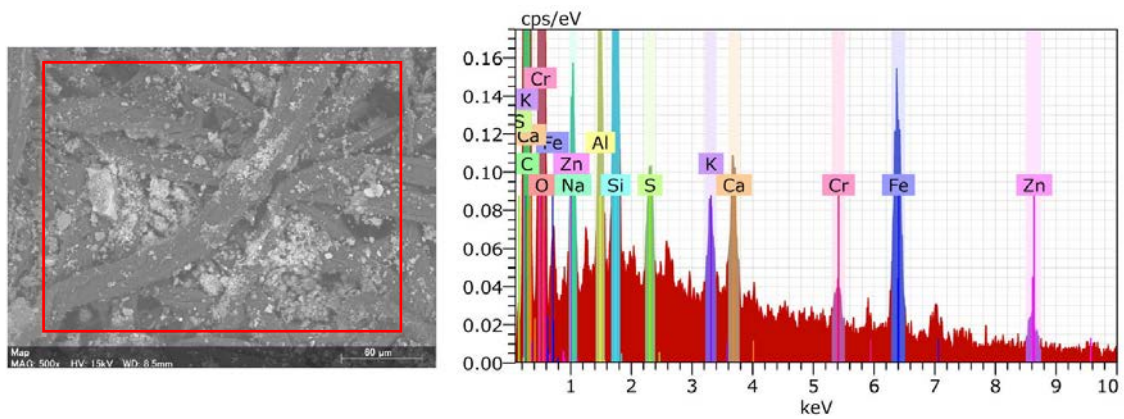 Map
MAG: 500x HV: 15kV WD: 8.5mm
60 µm
cps/eV
0.16
0.14
0.12
0.10
0.08
0.06
0.04
0.02
0.00
Cr
K
S
Ca
Fe
Al
C
Zn
K
O
Na
Si
S
Ca
Cr
Fe
Zn
1 2 3 4 5 6 7 8 9 10
keV